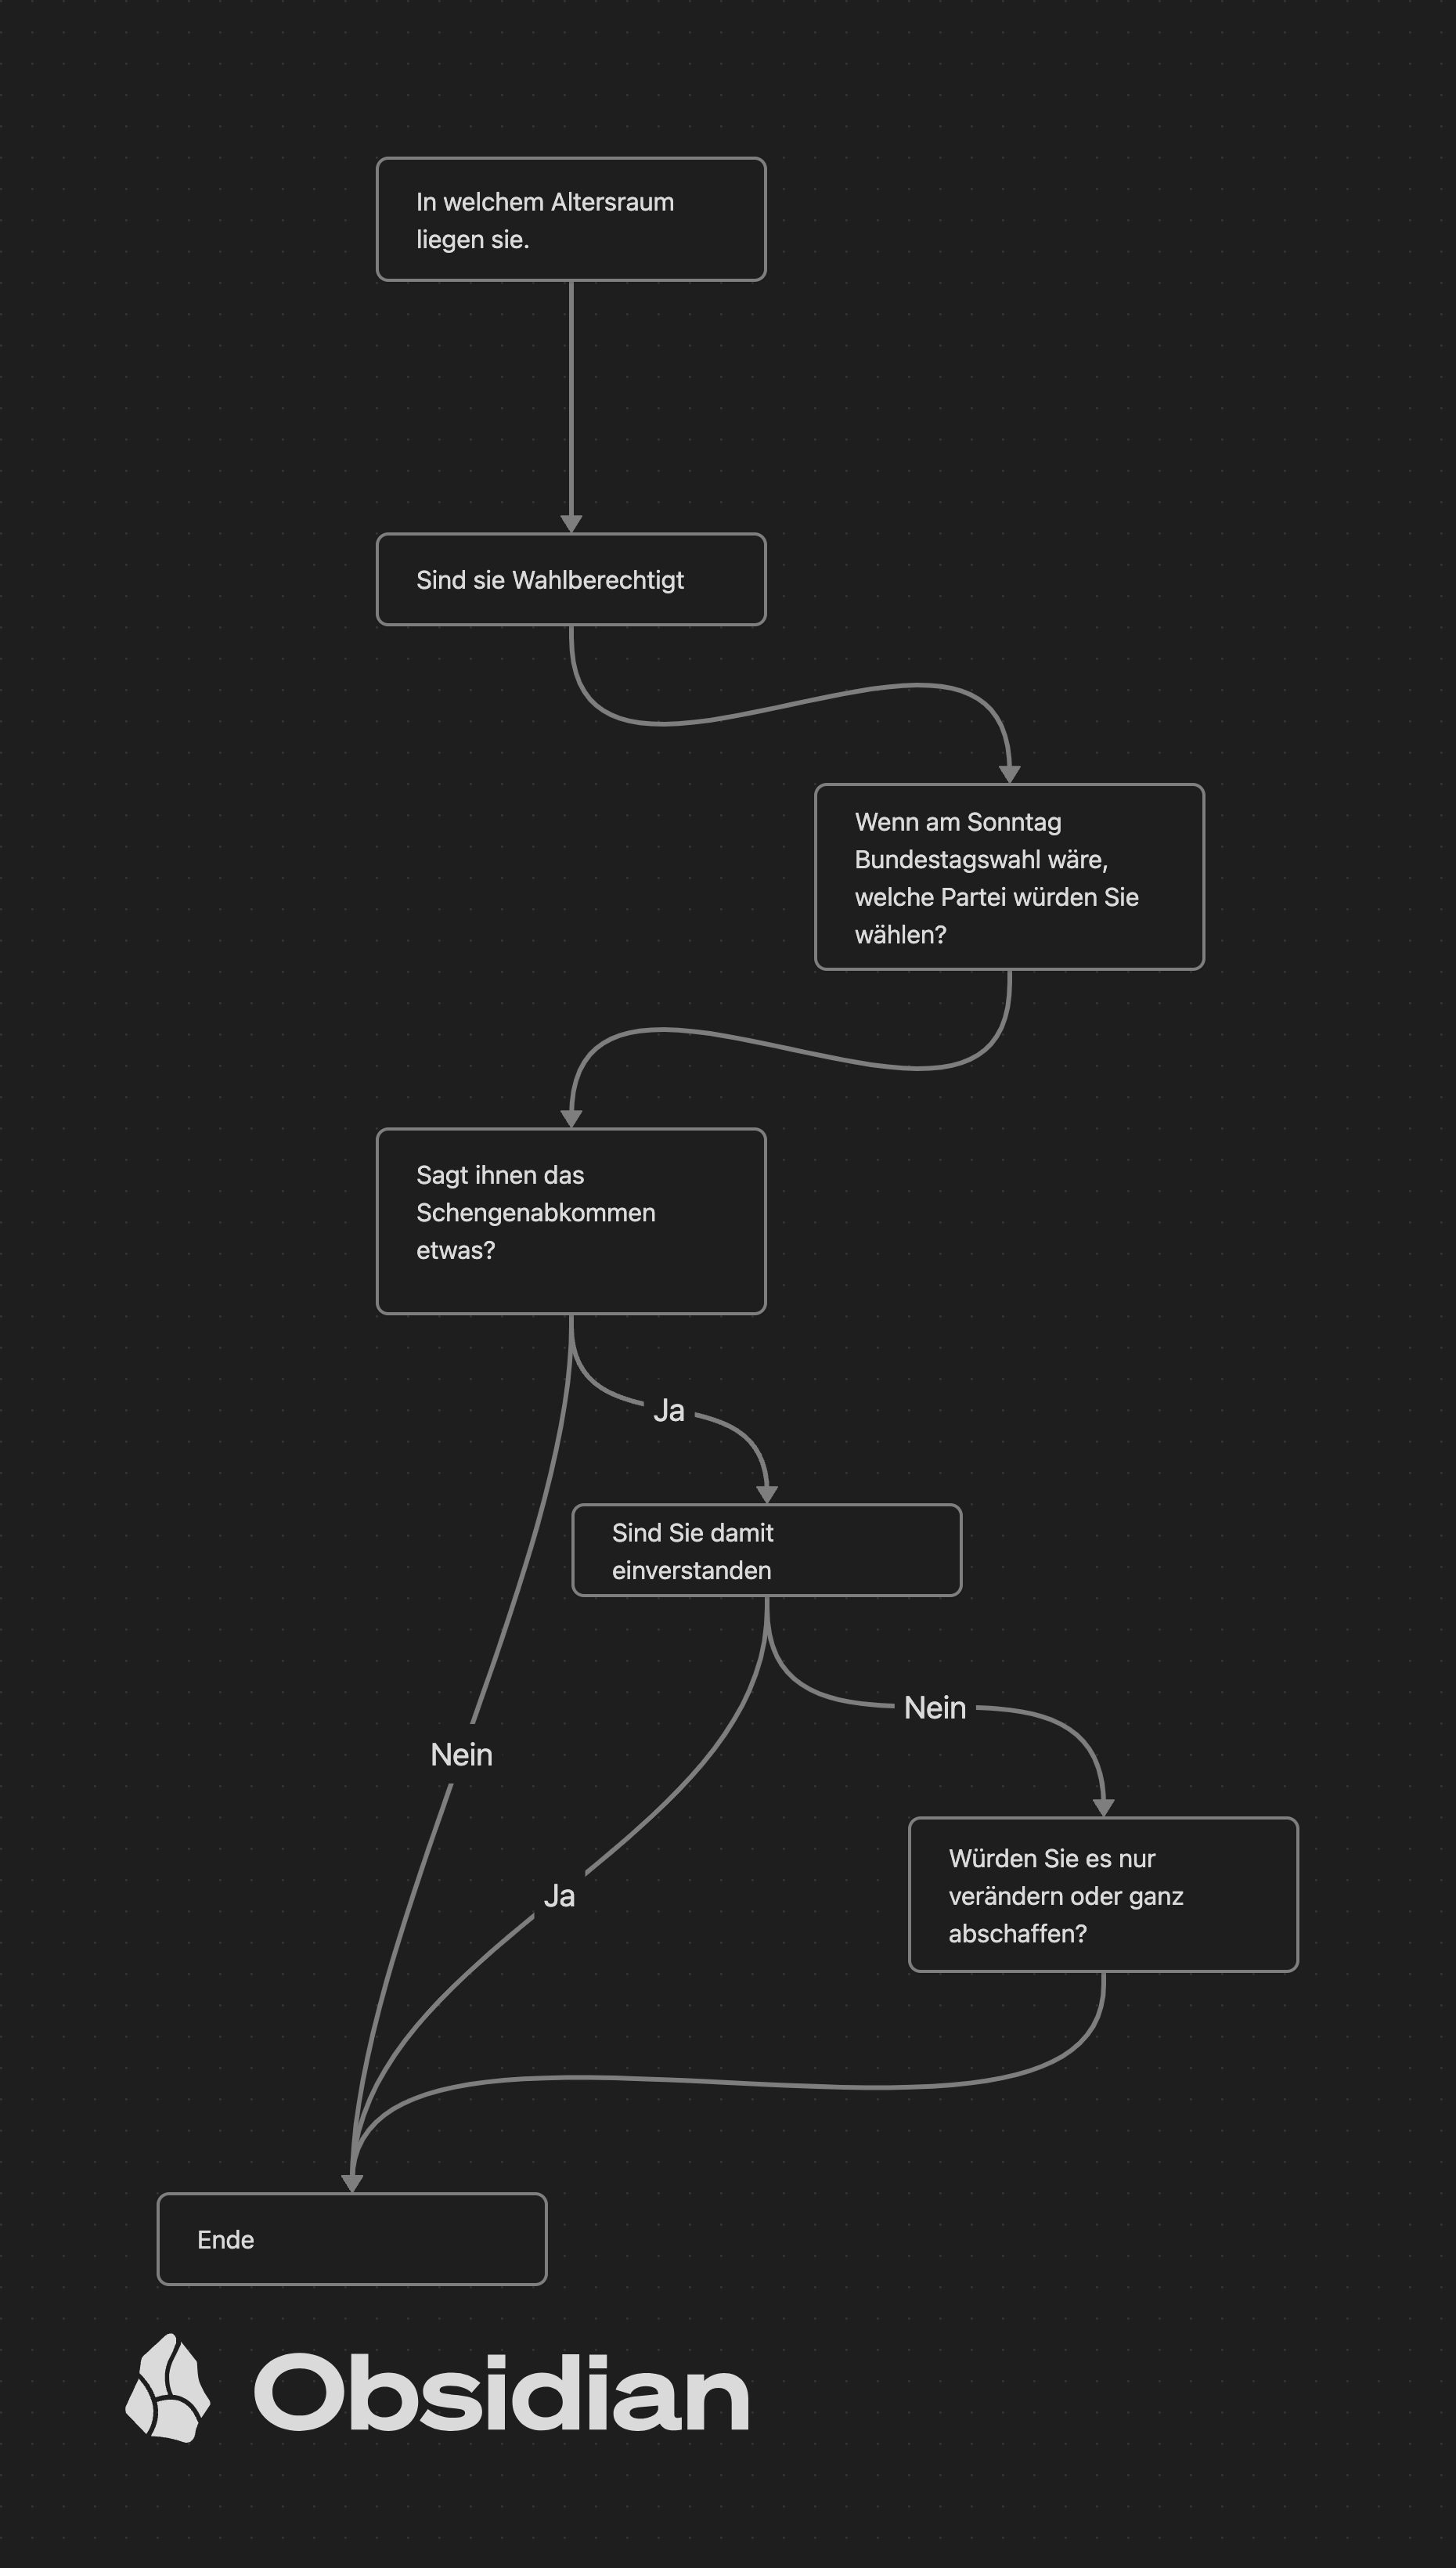 In welchem Altersraum
liegen sie.
Sind sie Wahlberechtigt
Wenn am Sonntag
Bundestagswahl wäre,
welche Partei würden Sie
wählen?
Sagt ihnen das
Schengenabkommen
etwas?
Ja
Sind Sie damit
einverstanden
Nein
Nein
Würden Sie es nur
verändern oder ganz
abschaffen?
Ja
Ende
Obsidian